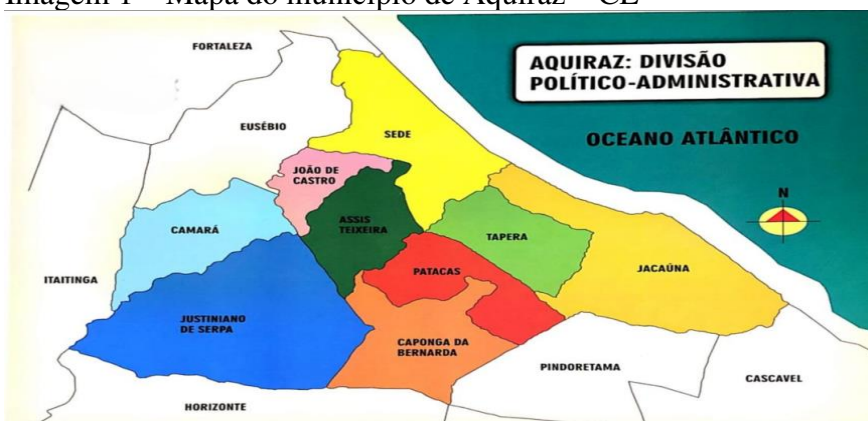 Imagem 1 – Mapa do município de Aquiraz – CE
FORTALEZA
AQUIRAZ: DIVISÃO
POLÍTICO-ADMINISTRATIVA
EUSÉBIO
SEDE
OCEANO ATLÂNTICO
JOÃO DE
CASTRO
N
CAMARÁ
ASSIS
TEIXEIRA
TAPERA
ITAITINGA
PATACAS
JACAÚNA
JUSTINIANO
DE SERPA
CAPONGA DA
BERNARDA
PINDORETAMA
CASCAVEL
HORIZONTE